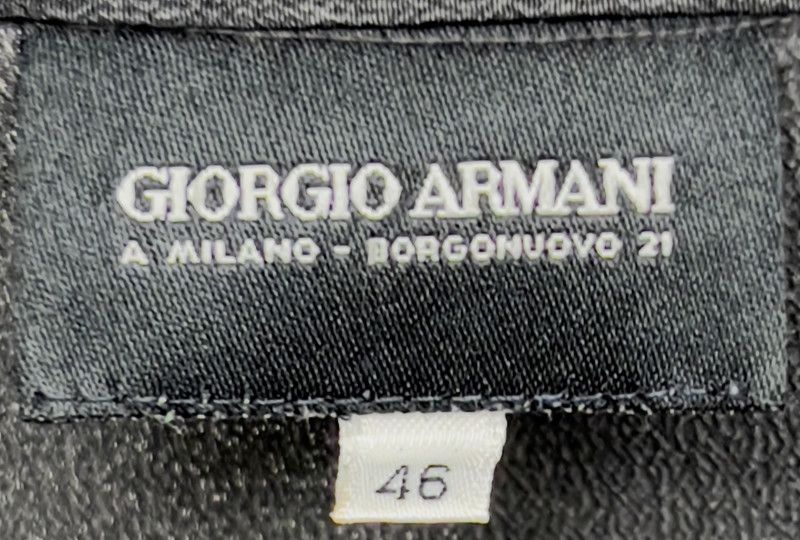 GIORGIO ARMANI
A MILANO - BORGONUOVO 21
46